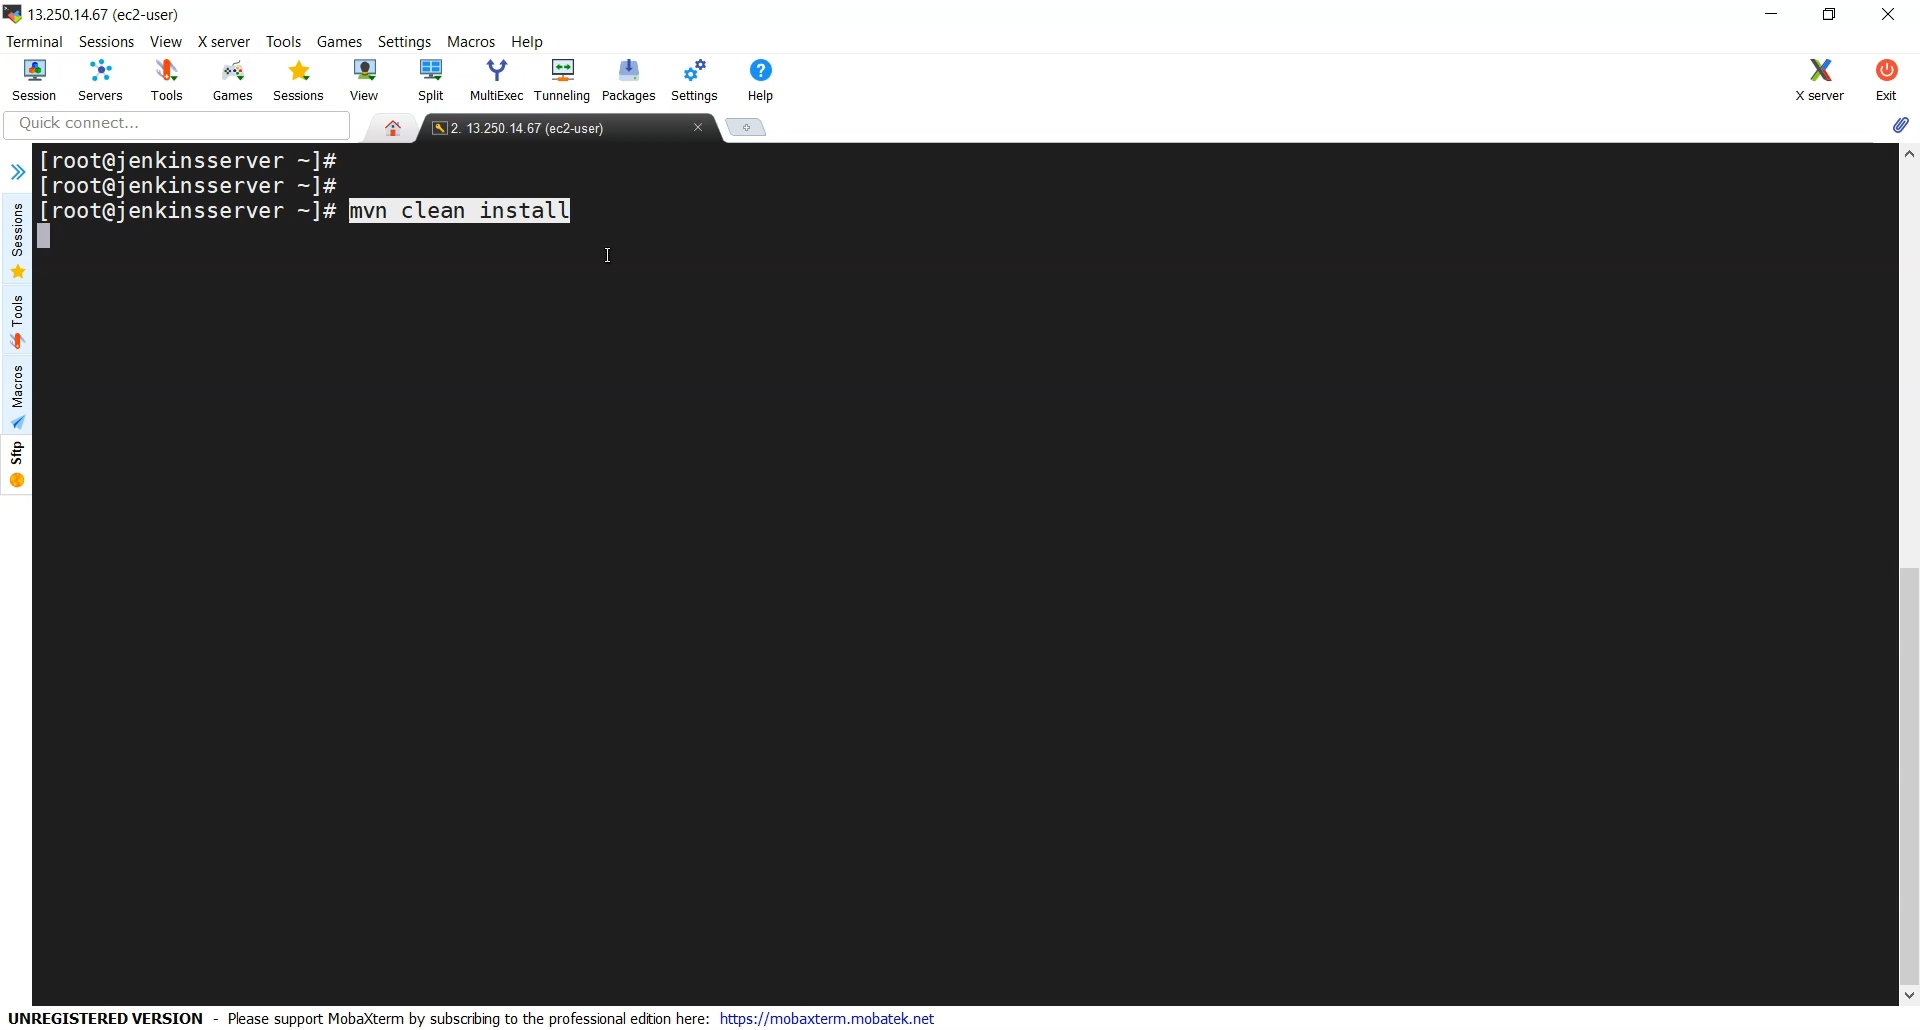 13.250.14.67 (ec2-user)
Terminal Sessions View X server Tools Games Settings Macros Help
Session Servers Tools Games Sessions View Split MultiExec Tunneling Packages Settings Help X server Exit
Quick connect...
2. 13.250.14.67 (ec2-user)
[root@jenkinsserver ~]#
[root@jenkinsserver ~]#
[root@jenkinsserver ~]# mvn clean install
Sessions
Tools
Macros
Sftp
UNREGISTERED VERSION - Please support MobaXterm by subscribing to the professional edition here: https://mobaxterm.mobatek.net